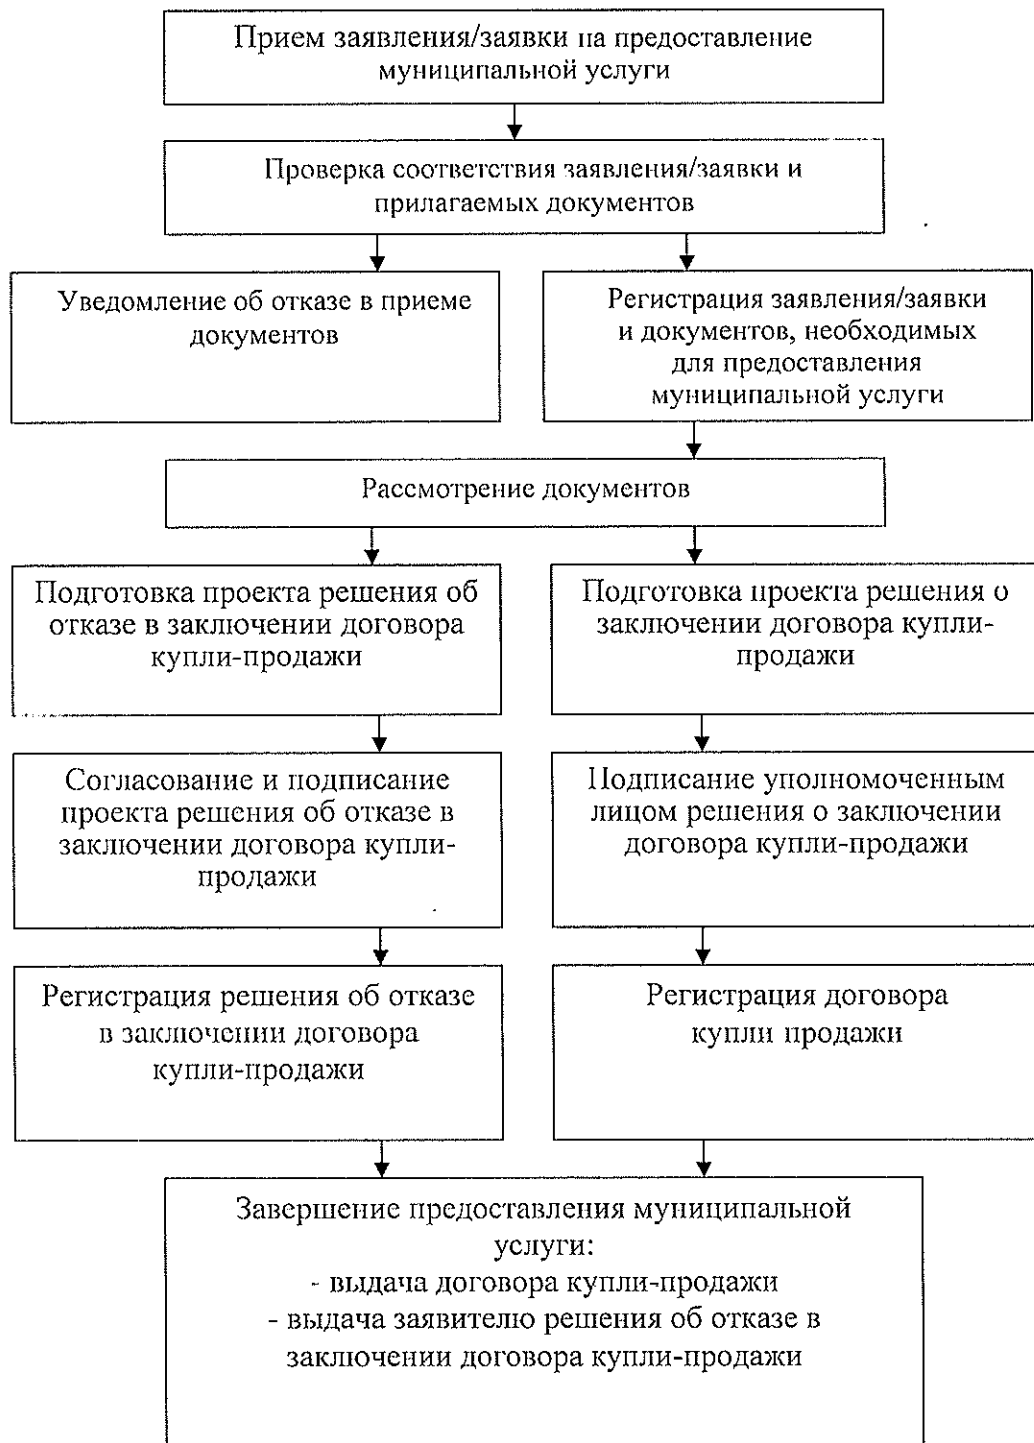 Прием заявления/заявки на предоставление
муниципальной услуги
Проверка соответствия заявления/заявки и
прилагаемых документов
Уведомление об отказе в приеме
документов
Регистрация заявления/заявки
и документов, необходимых
для предоставления
муниципальной услуги
Рассмотрение документов
Подготовка проекта решения об
отказе в заключении договора
купли-продажи
Подготовка проекта решения о
заключении договора купли-
продажи
Согласование и подписание
проекта решения об отказе в
заключении договора купли-
продажи
Подписание уполномоченным
лицом решения о заключении
договора купли-продажи
Регистрация решения об отказе
в заключении договора
купли-продажи
Регистрация договора
купли продажи
Завершение предоставления муниципальной
услуги:
- выдача договора купли-продажи
- выдача заявителю решения об отказе в
заключении договора купли-продажи